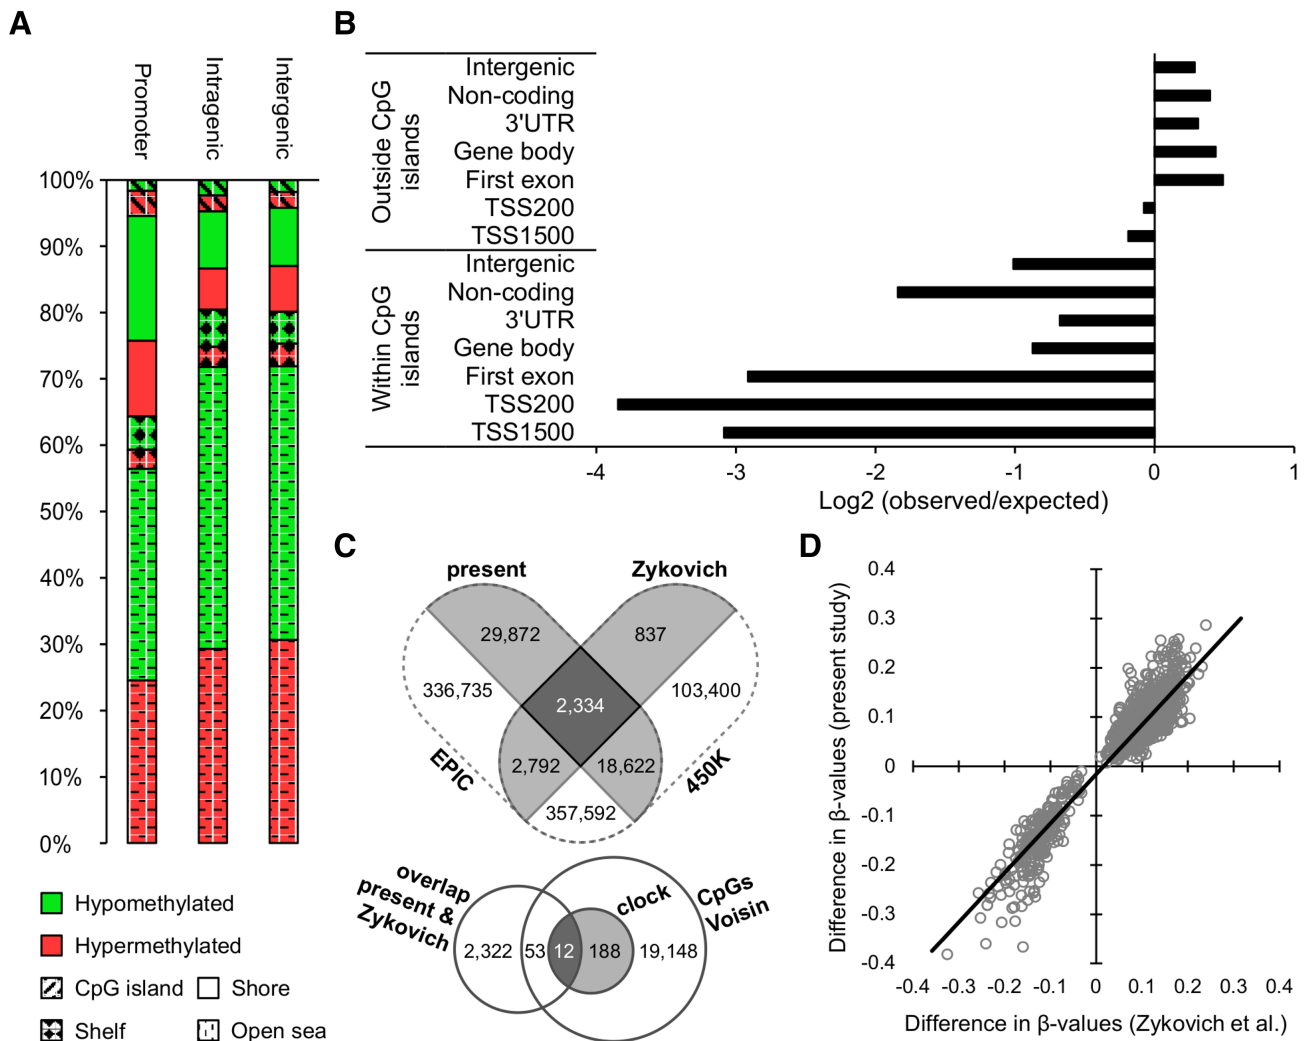 A
Promoter
Intragenic
Intergenic
100%
90%
80%
70%
60%
50%
40%
30%
20%
10%
0%
Hypomethylated
Hypermethylated
CpG island
Shore
Shelf
Open sea
B
Outside CpG
islands
Intergenic
Non-coding
3'UTR
Gene body
First exon
TSS200
TSS1500
Within CpG
islands
Intergenic
Non-coding
3'UTR
Gene body
First exon
TSS200
TSS1500
-4 -3 -2 -1 0 1
Log2 (observed/expected)
C
present
Zykovich
29,872
837
336,735
2,334
103,400
EPIC
2,792
18,622
450K
357,592
overlap
present &
Zykovich
clock
CpGs
Voisin
2,322 53 12 188 19,148
D
Difference in β-values (present study)
0.4
0.3
0.2
0.1
0
-0.1
-0.2
-0.3
-0.4
-0.4 -0.3 -0.2 -0.1 0 0.1 0.2 0.3 0.4
Difference in β-values (Zykovich et al.)